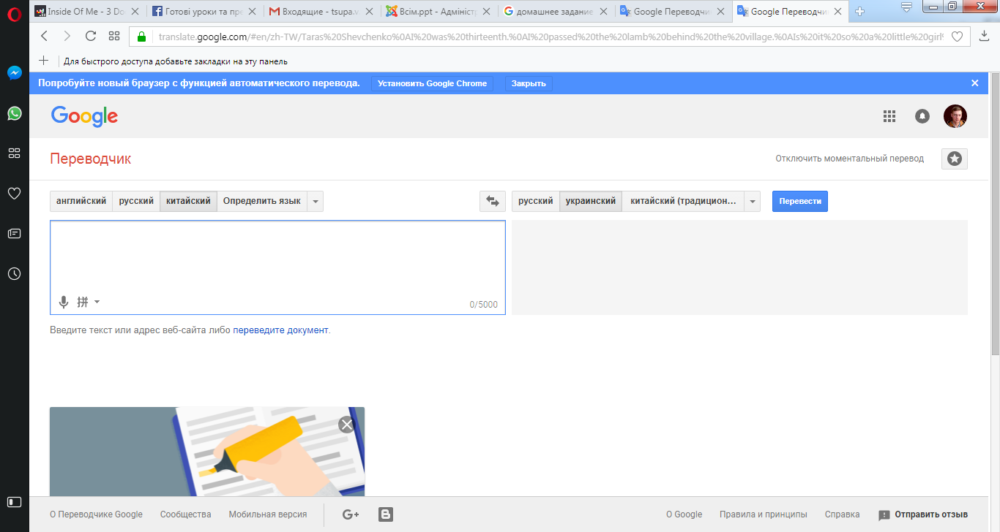 Inside Of Me - 3 Do
Готові уроки та пре
Входящие - tsupa.v
Всім.ppt - Адміністр
домашнее задание
Google Переводчи
Google Переводчи
translate.google.com/#en/zh-TW/Taras%20Shevchenko%0AI%20was%20thirteenth.%0AI%20passed%20the%20lamb%20behind%20the%20village.%0AIs%20it%20so%20a%20little%20girl%
Для быстрого доступа добавьте закладки на эту панель
Попробуйте новый браузер с функцией автоматического перевода. Установить Google Chrome Закрыть
Google
Переводчик
Отключить моментальный перевод
английский русский китайский Определить язык
русский украинский китайский (традицион... Перевести
拼
0/5000
Введите текст или адрес веб-сайта либо переведите документ.
О Переводчике Google Сообщества Мобильная версия G+ О Google Правила и принципы Справка Отправить отзыв